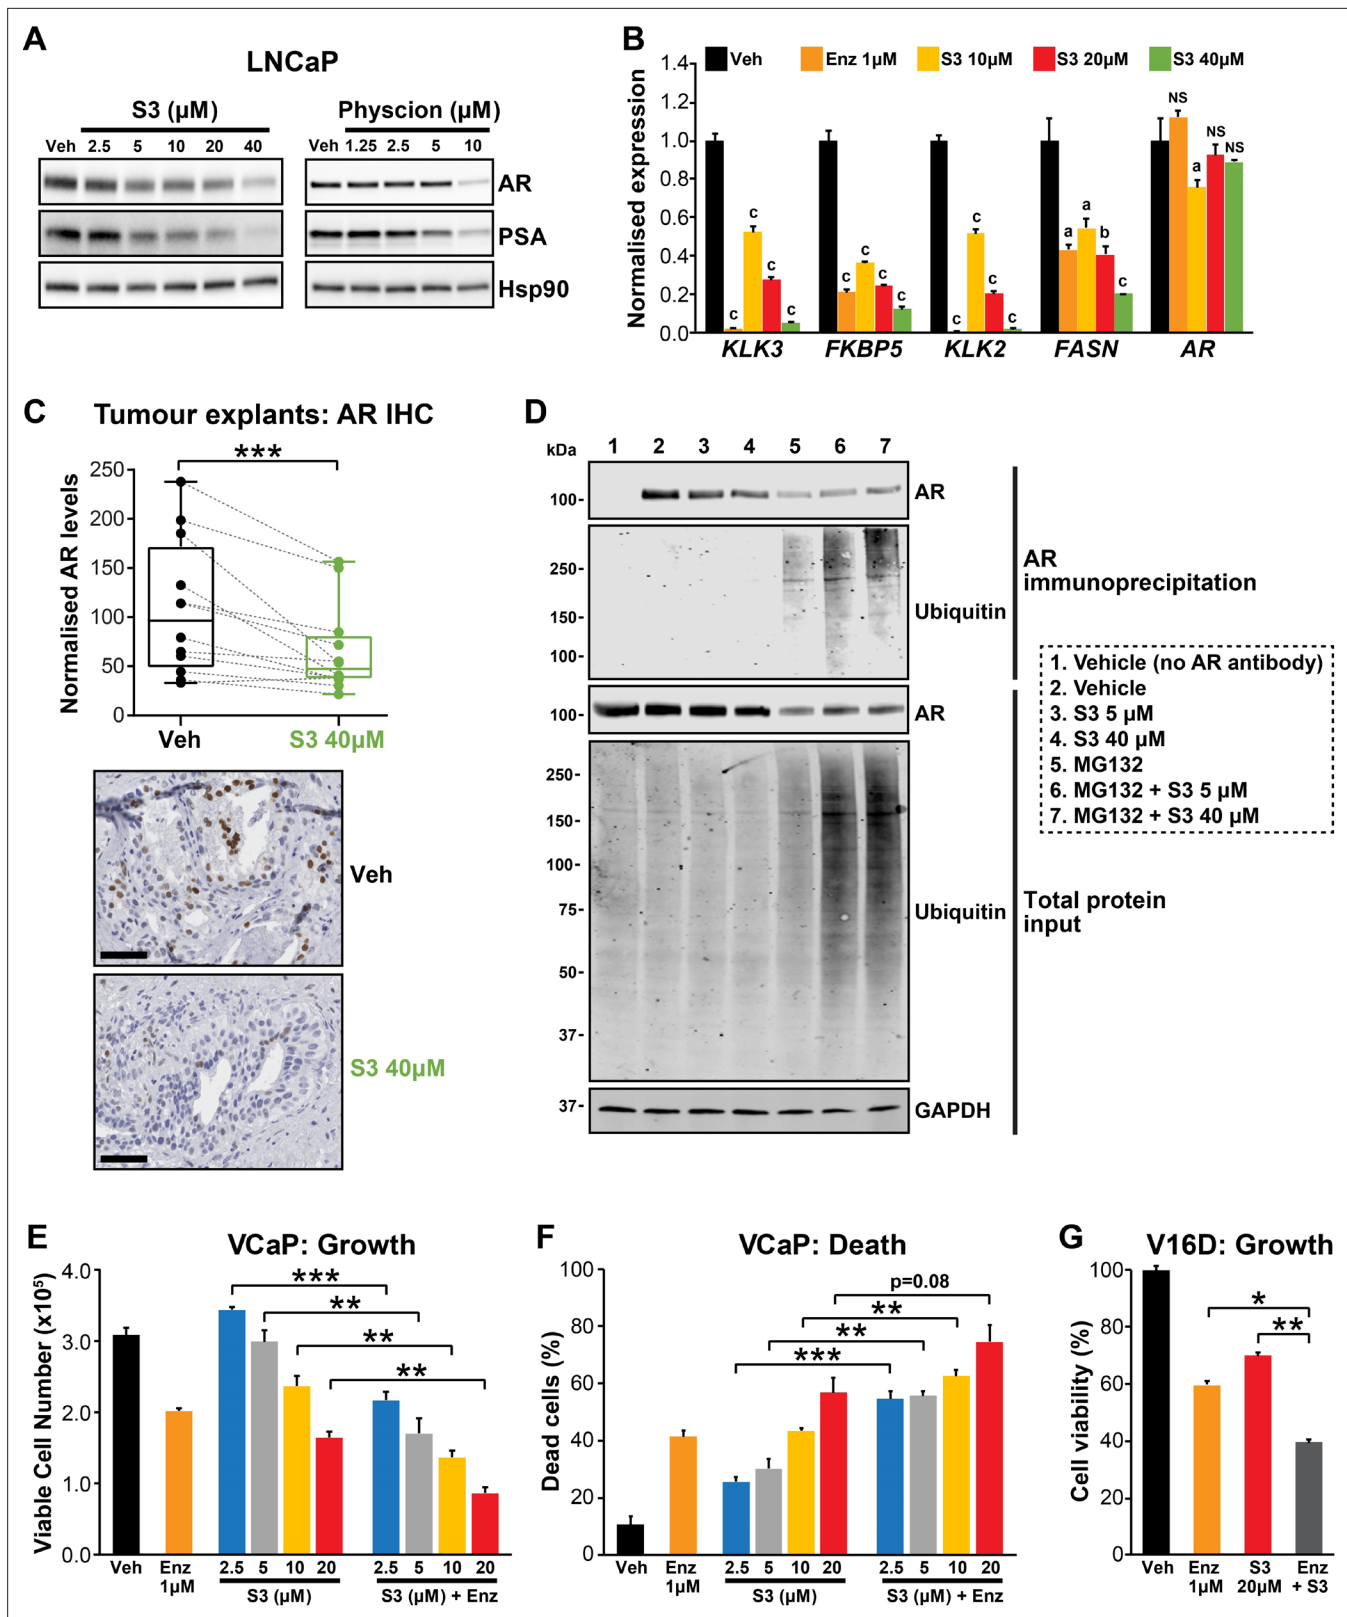 A
LNCaP
S3 (µM)
Physcion (µM)
Veh 2.5 5 10 20 40
Veh 1.25 2.5 5 10
AR
PSA
Hsp90
B
Veh Enz 1µM S3 10µM S3 20µM S3 40µM
Normalised expression
1.4
1.2
1.0
0.8
0.6
0.4
0.2
0.0
c c c c
c c c c
c c c c
a a b c
NS a NS NS
KLK3 FKBP5 KLK2 FASN AR
C
Tumour explants: AR IHC
***
Normalised AR levels
250
200
150
100
50
0
Veh S3 40µM
Veh
S3 40µM
D
kDa 1 2 3 4 5 6 7
100-
AR
250-
150-
100-
Ubiquitin
AR
immunoprecipitation
100-
AR
250-
150-
100-
75-
50-
37-
Ubiquitin
37-
GAPDH
Total protein
input
1. Vehicle (no AR antibody)
2. Vehicle
3. S3 5 µM
4. S3 40 µM
5. MG132
6. MG132 + S3 5 µM
7. MG132 + S3 40 µM
E
VCaP: Growth
Viable Cell Number (x10⁵)
4.0
3.0
2.0
1.0
0.0
***
**
**
**
Veh Enz 1µM 2.5 5 10 20 2.5 5 10 20
S3 (µM) S3 (µM) + Enz
F
VCaP: Death
Dead cells (%)
100
80
60
40
20
0
p=0.08
**
**
***
Veh Enz 1µM 2.5 5 10 20 2.5 5 10 20
S3 (µM) S3 (µM) + Enz
G
V16D: Growth
Cell viability (%)
100
80
60
40
20
0
*
**
Veh Enz 1µM S3 20µM Enz + S3